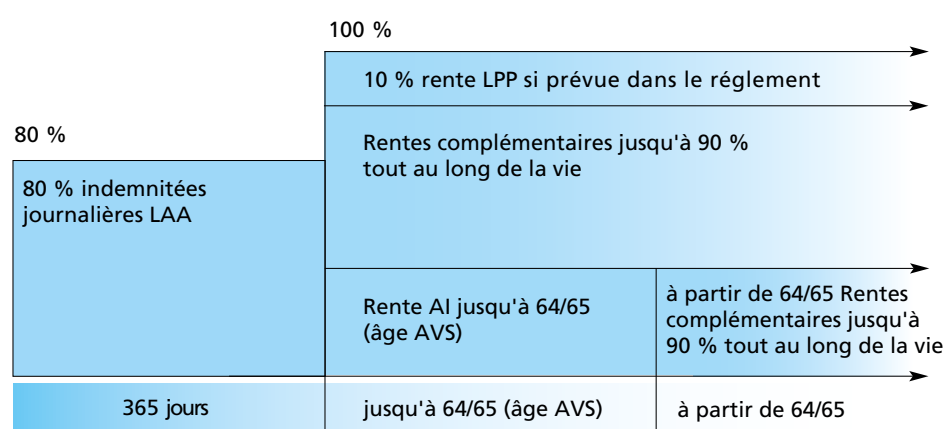 100 %
10 % rente LPP si prévue dans le réglement
80 %
Rentes complémentaires jusqu'à 90 %
tout au long de la vie
80 % indemnitées
journalières LAA
Rente AI jusqu'à 64/65
(âge AVS)
à partir de 64/65 Rentes
complémentaires jusqu'à
90 % tout au long de la vie
365 jours
jusqu'à 64/65 (âge AVS)
à partir de 64/65